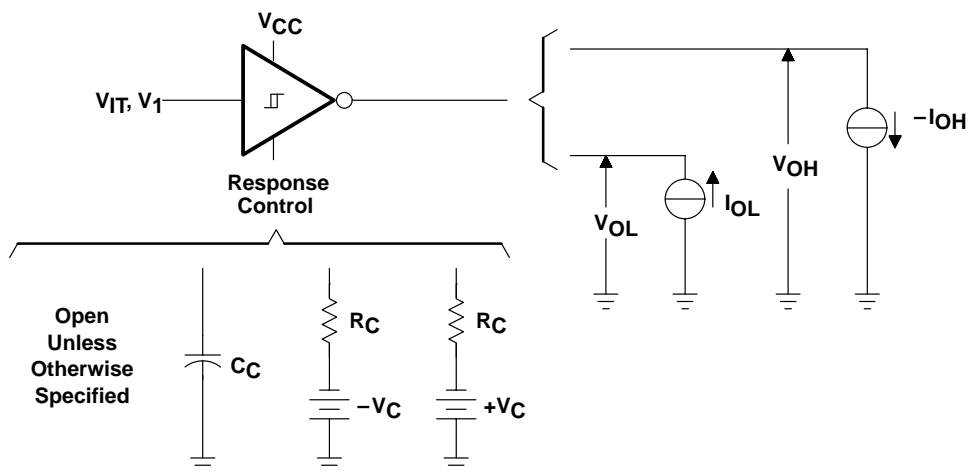 VCC
VIT, V1
Response
Control
–IOH
VOH
IOL
VOL
Open
Unless
Otherwise
Specified
CC
RC
–VC
RC
+VC